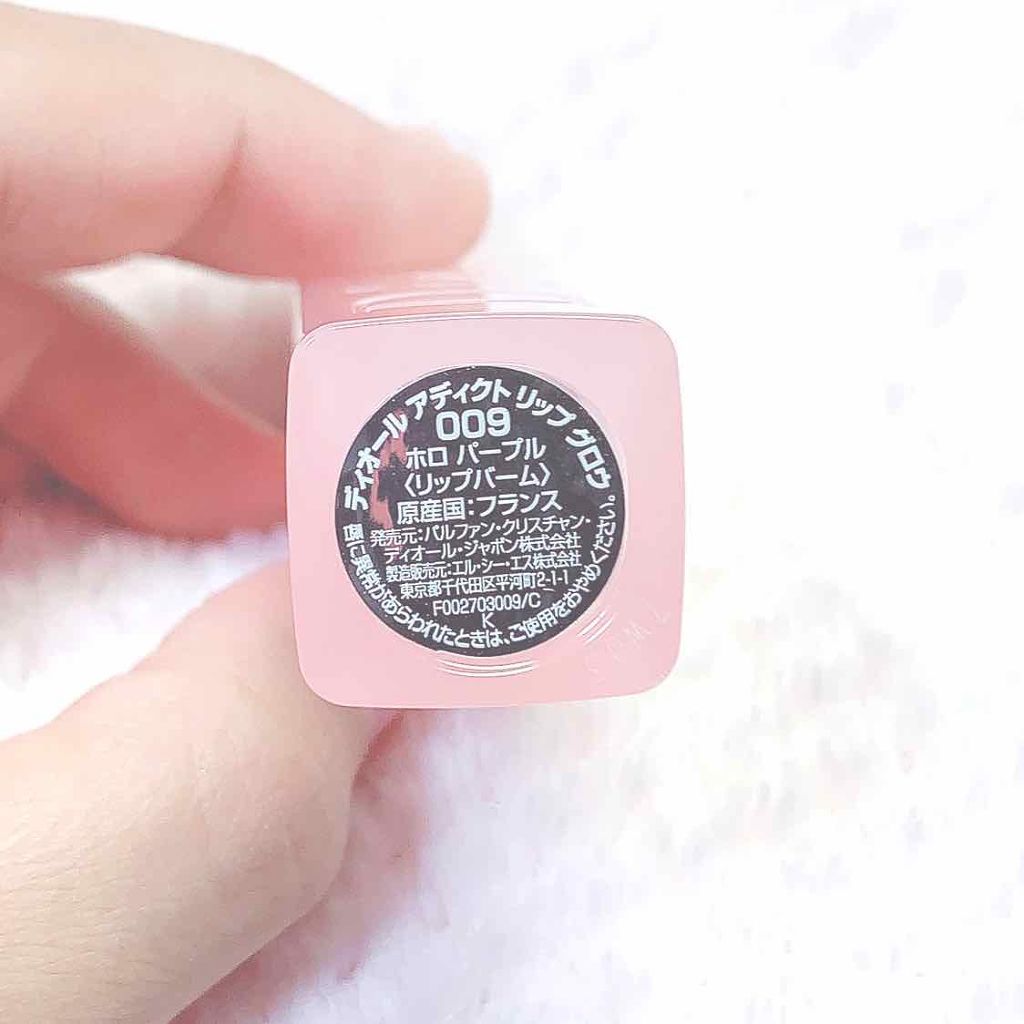 ディオール アディクト リップ グロウ
009
ホロ パープル
〈リップバーム〉
原産国：フランス
発売元：パルファン・クリスチャン・
ディオール・ジャポン株式会社
製造販売元：エル・シー・エス株式会社
東京都千代田区平河町2-1-1
F002703009/C
K
唇に異常があらわれたときは、ご使用をおやめください。